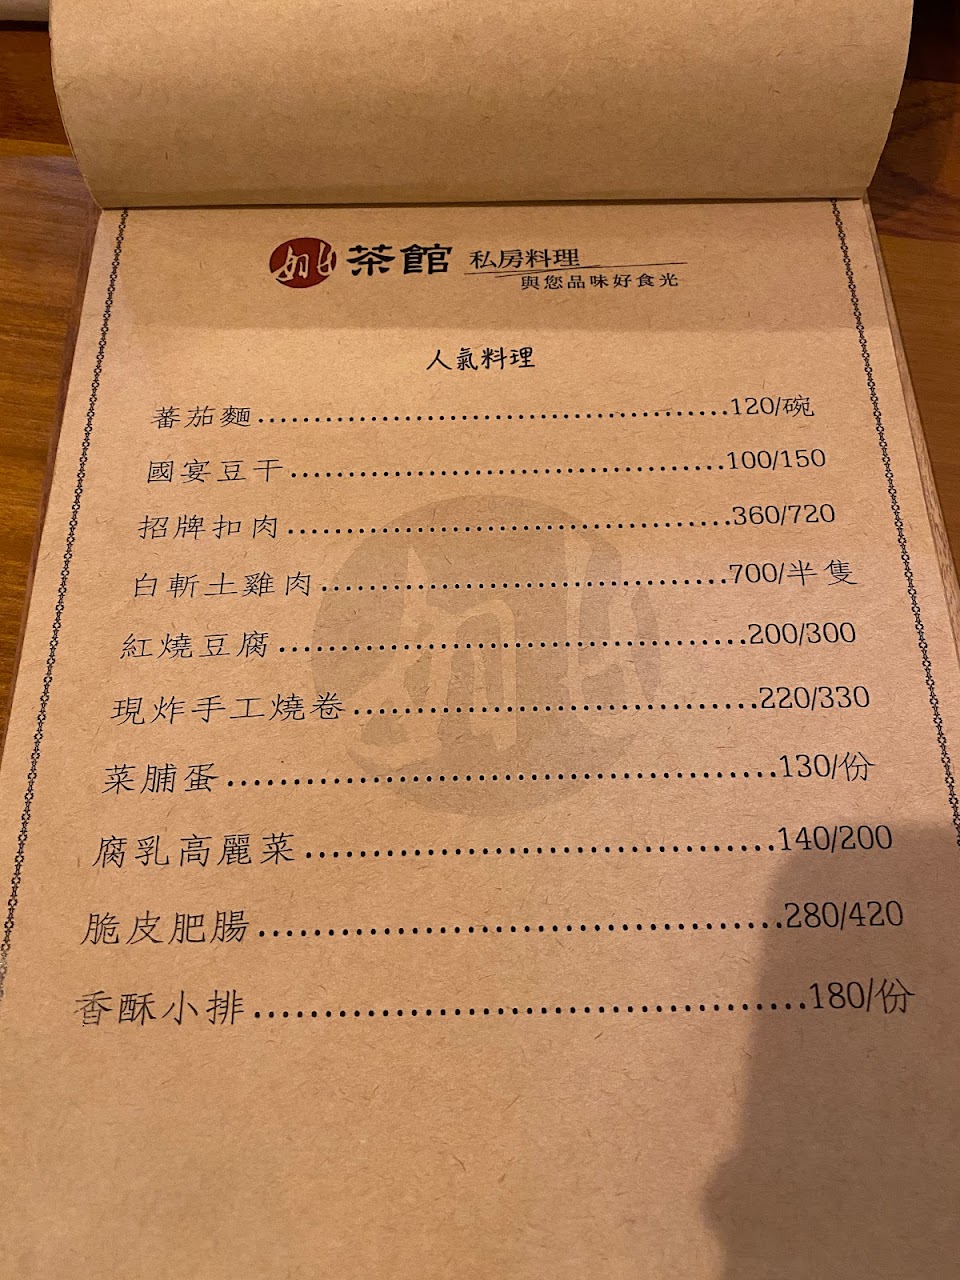 茶館 私房料理
與您品味好食光
人氣料理
蕃茄麵................................120/碗
國宴豆干................................100/150
招牌扣肉................................360/720
白斬土雞肉................................700/半隻
紅燒豆腐................................200/300
現炸手工燒卷................................220/330
菜脯蛋................................130/份
腐乳高麗菜................................140/200
脆皮肥腸................................280/420
香酥小排................................180/份